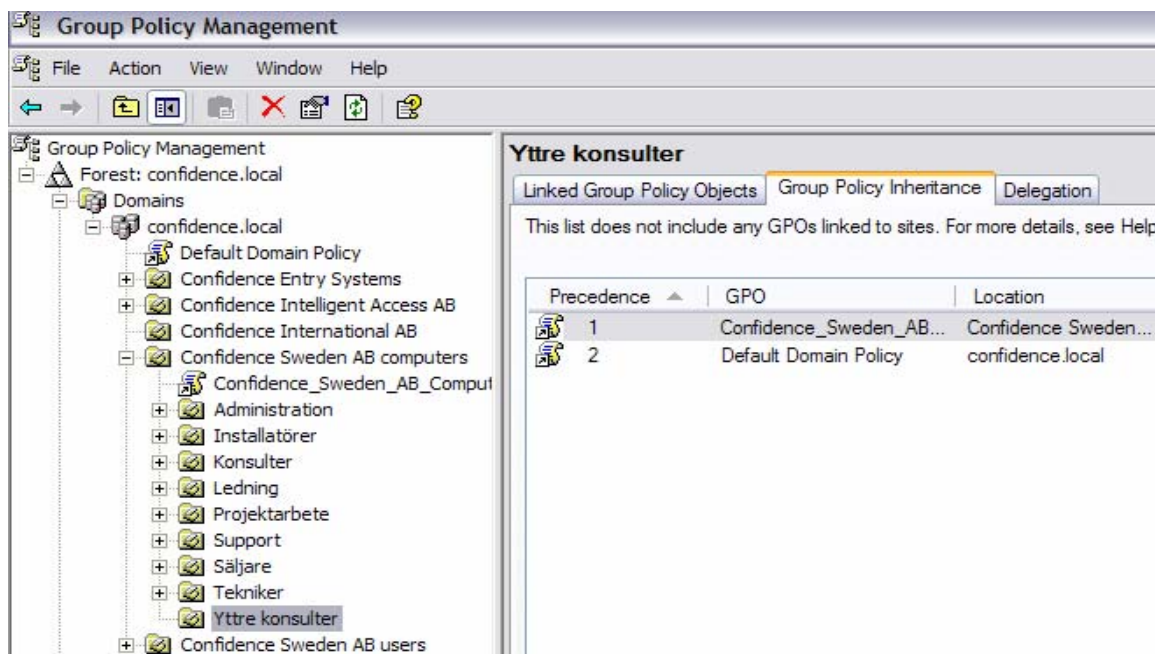 Group Policy Management
File Action View Window Help
Group Policy Management
Forest: confidence.local
Domains
confidence.local
Default Domain Policy
Confidence Entry Systems
Confidence Intelligent Access AB
Confidence International AB
Confidence Sweden AB computers
Confidence_Sweden_AB_Comput
Administration
Installatörer
Konsulter
Ledning
Projektarbete
Support
Säljare
Tekniker
Yttre konsulter
Confidence Sweden AB users
Yttre konsulter
Linked Group Policy Objects Group Policy Inheritance Delegation
This list does not include any GPOs linked to sites. For more details, see Help
Precedence GPO Location
1 Confidence_Sweden_AB... Confidence Sweden...
2 Default Domain Policy confidence.local